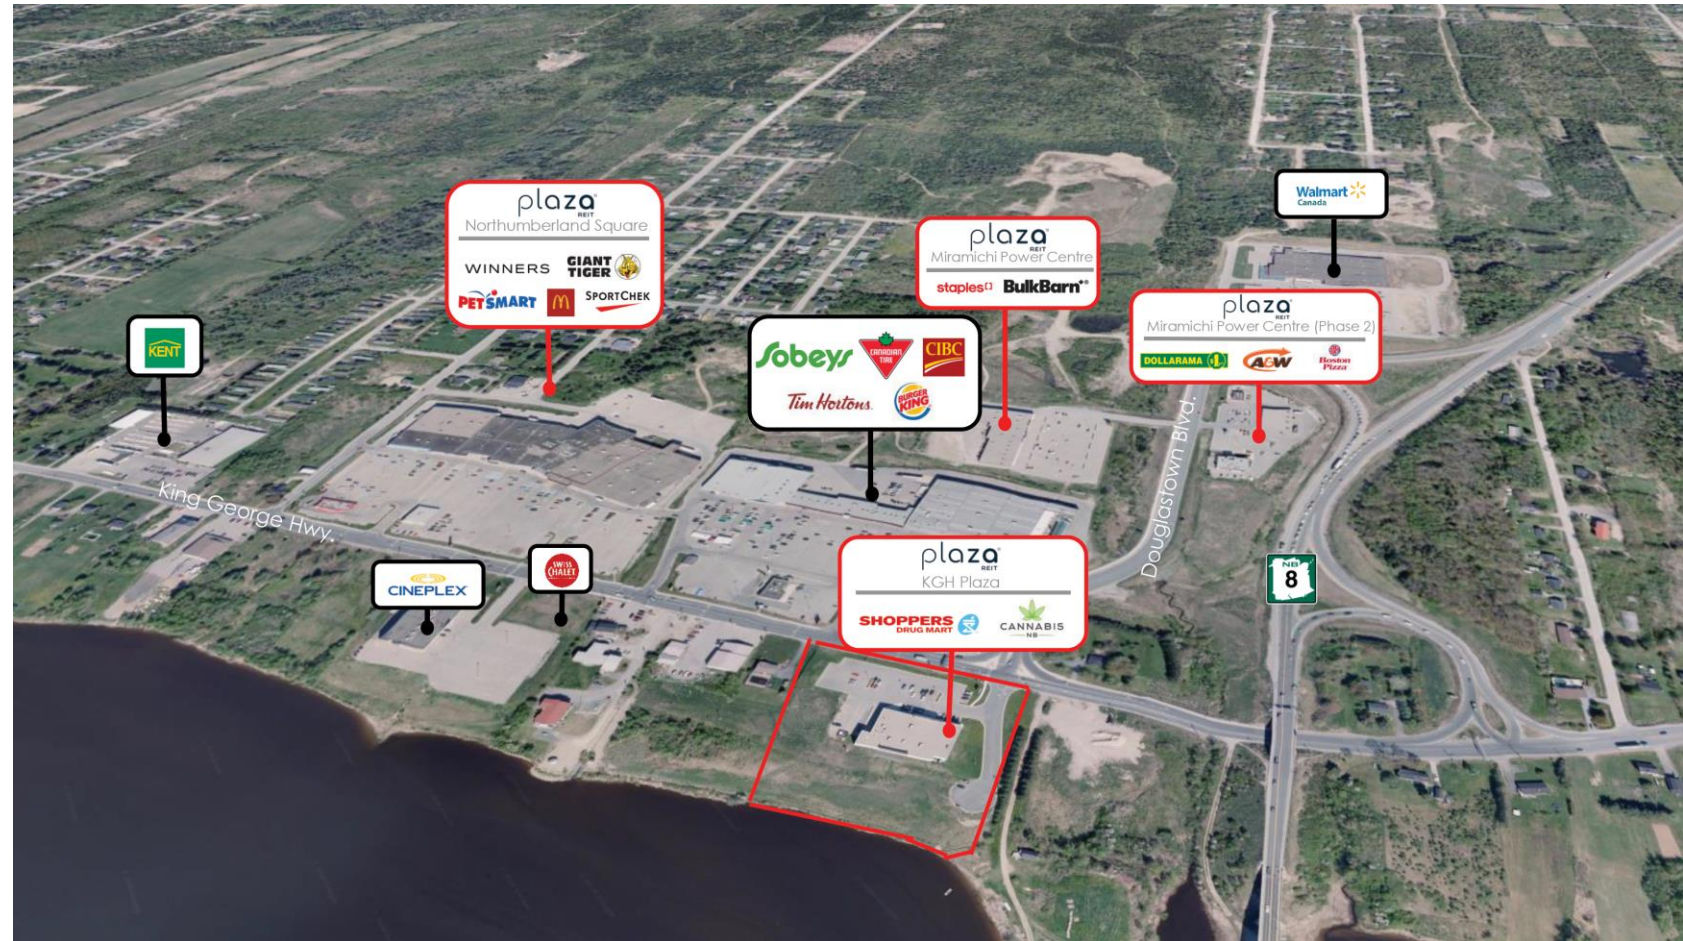 plaza
REIT
Northumberland Square
WINNERS
GIANT
TIGER
PETSMART
SPORTCHEK
plaza
REIT
Miramichi Power Centre
staples
BulkBarn
Walmart
Canada
plaza
REIT
Miramichi Power Centre (Phase 2)
DOLLARAMA
A&W
Boston
Pizza
KENT
Sobeys
CANADIAN
TIRE
CIBC
Tim Hortons
BURGER
KING
King George Hwy.
Douglastown Blvd.
CINEPLEX
SWISS
CHALET
plaza
REIT
KGH Plaza
SHOPPERS
DRUG MART
CANNABIS
NB
NB
8